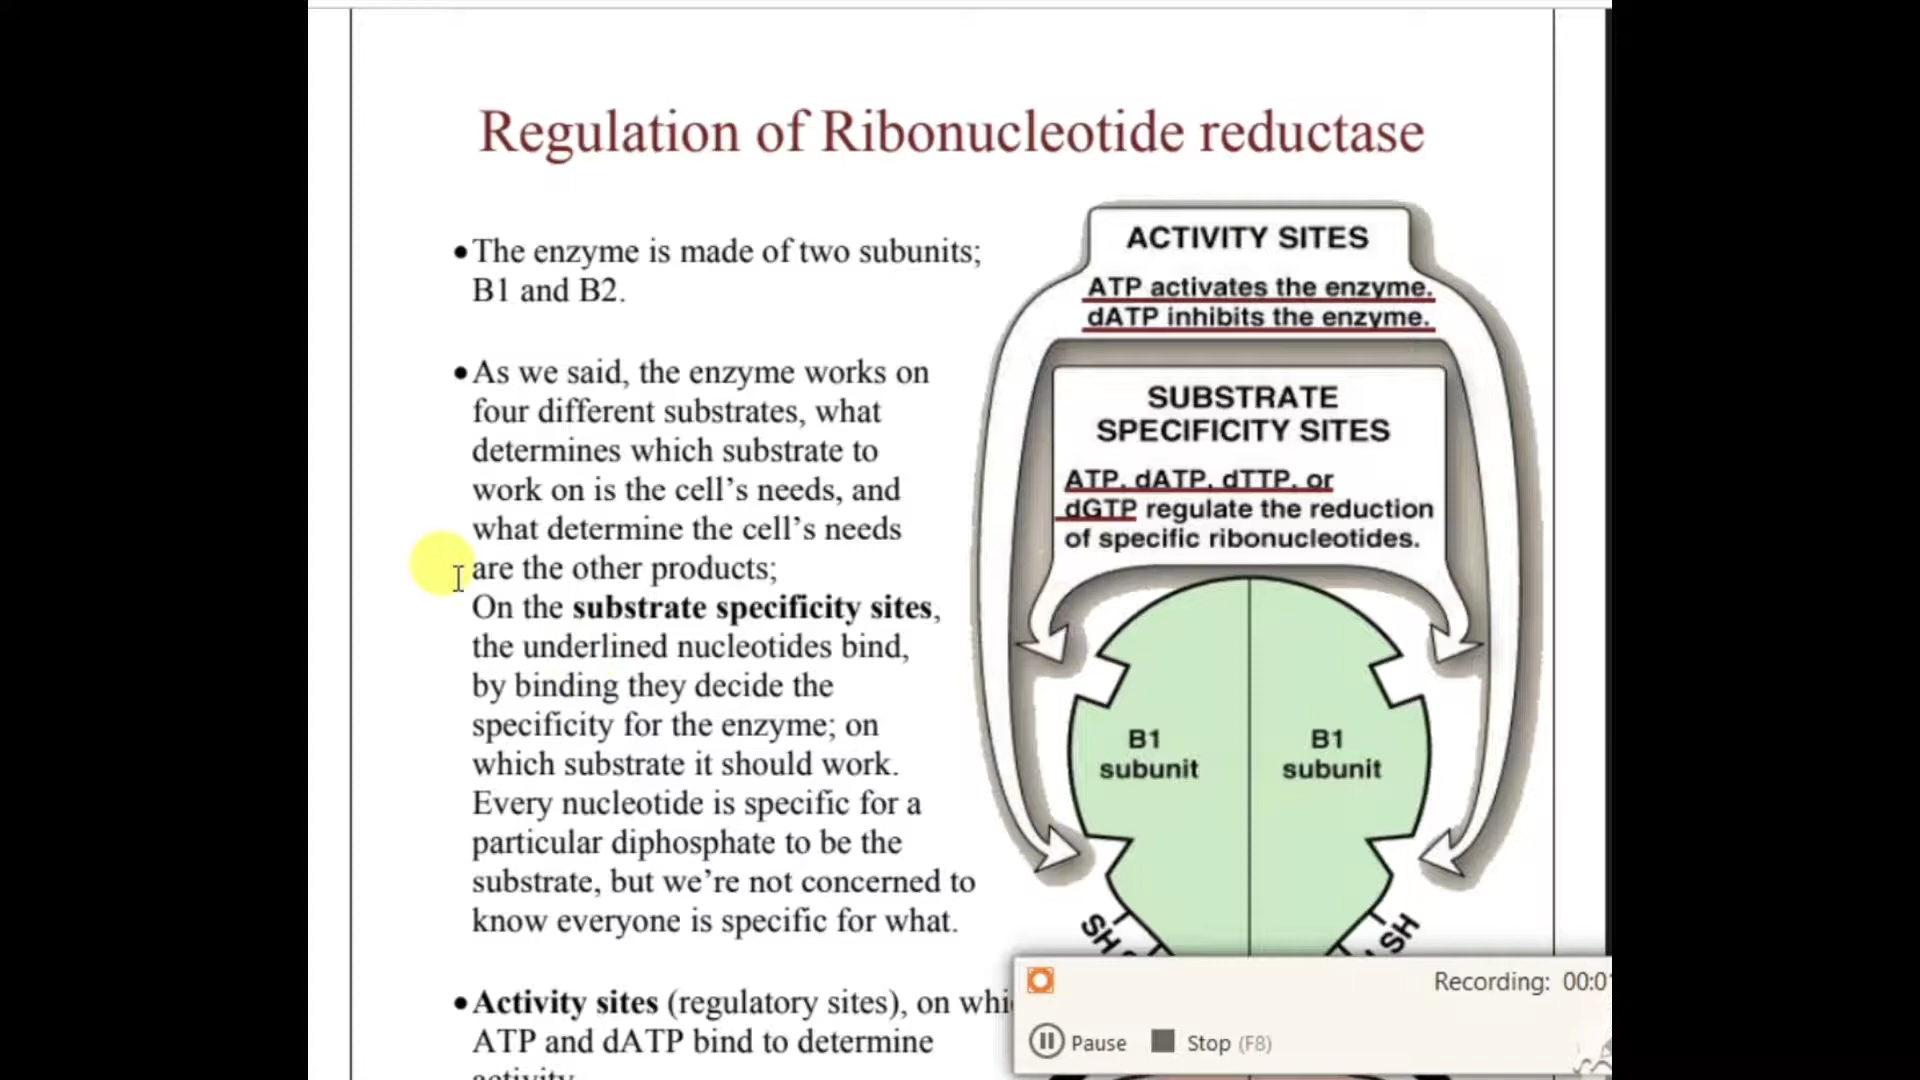 Regulation of Ribonucleotide reductase
•The enzyme is made of two subunits;
B1 and B2.
•As we said, the enzyme works on
four different substrates, what
determines which substrate to
work on is the cell’s needs, and
what determine the cell’s needs
are the other products;
On the substrate specificity sites,
the underlined nucleotides bind,
by binding they decide the
specificity for the enzyme; on
which substrate it should work.
Every nucleotide is specific for a
particular diphosphate to be the
substrate, but we’re not concerned to
know everyone is specific for what.
•Activity sites (regulatory sites), on
ATP and dATP bind to determine
activity
ACTIVITY SITES
ATP activates the enzyme.
dATP inhibits the enzyme.
SUBSTRATE
SPECIFICITY SITES
ATP, dATP, dTTP, or
dGTP regulate the reduction
of specific ribonucleotides.
B1
subunit
B1
subunit
SH
SH
Recording: 00:0
Pause
Stop (F8)